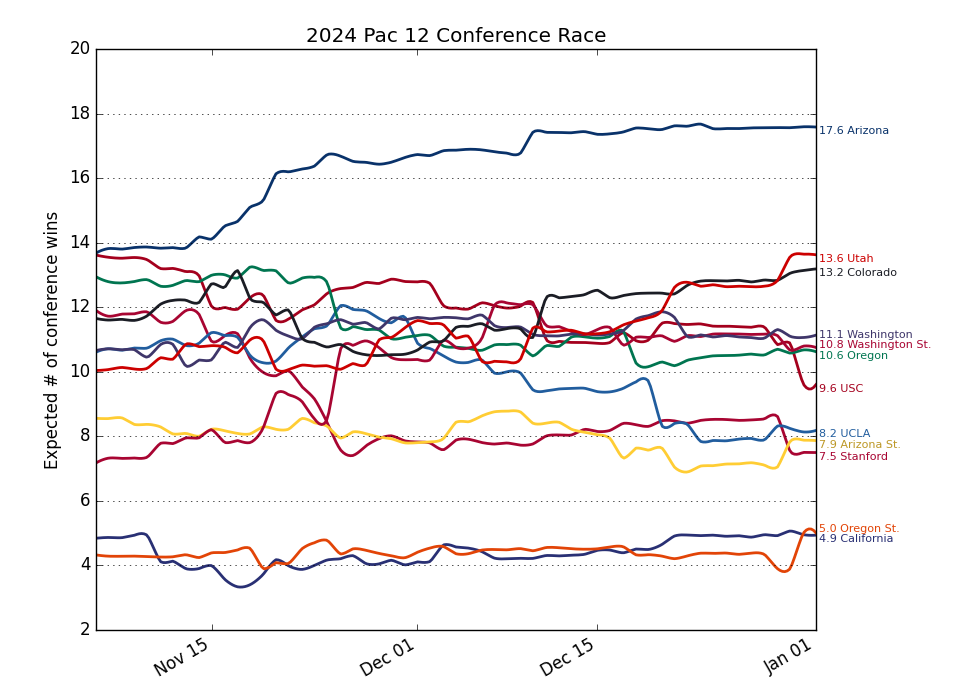 2024 Pac 12 Conference Race
Expected # of conference wins
20
18
16
14
12
10
8
6
4
2
17.6 Arizona
13.6 Utah
13.2 Colorado
11.1 Washington
10.8 Washington St.
10.6 Oregon
9.6 USC
8.2 UCLA
7.9 Arizona St.
7.5 Stanford
5.0 Oregon St.
4.9 California
Nov 15
Dec 01
Dec 15
Jan 01